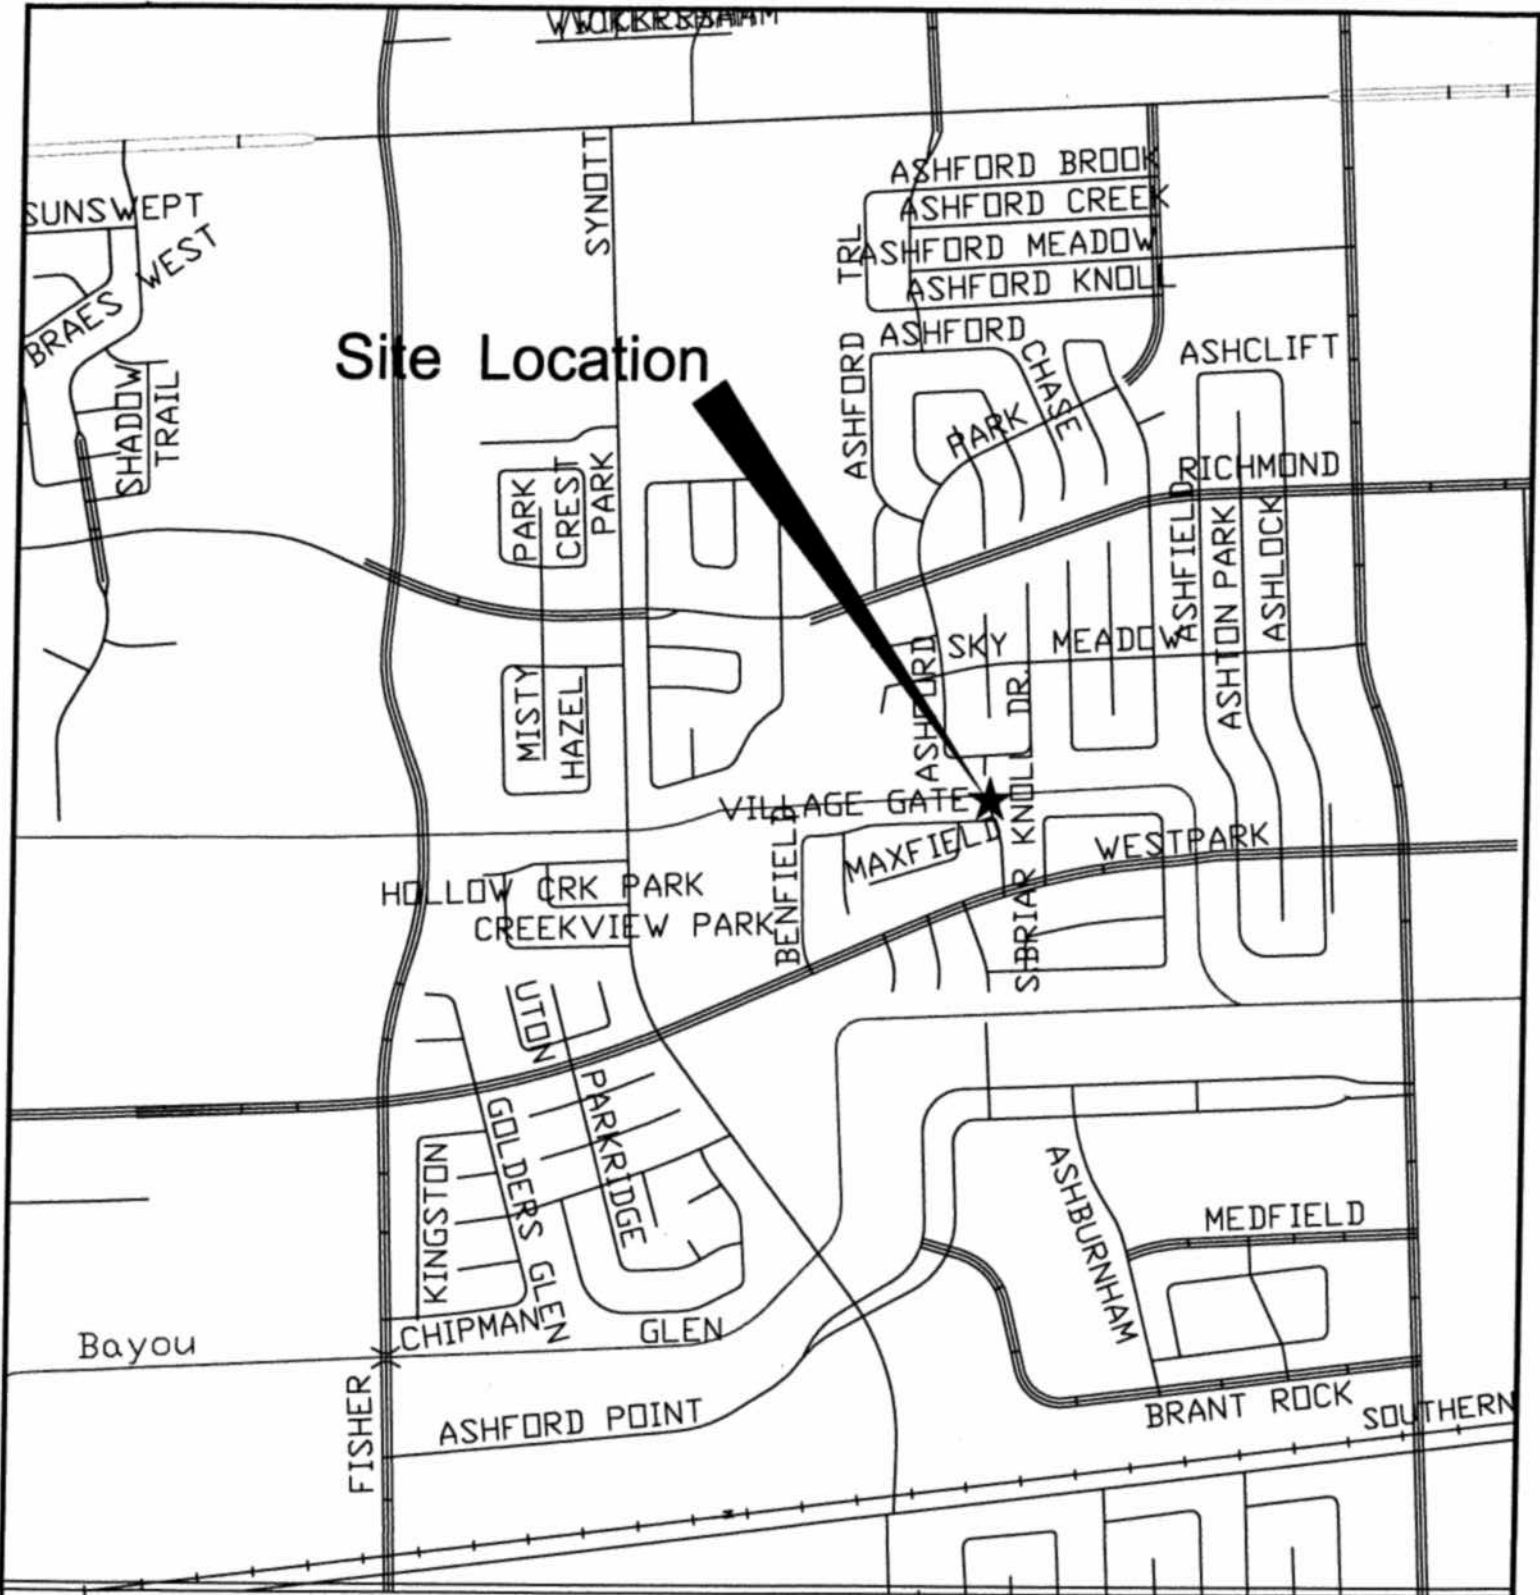 SYNOTT
ASHFORD BROOK
SUNSWEPT
ASHFORD CREEK
WEST
TRL
ASHFORD MEADOW
ASHFORD KNOLL
BRAES
ASHFORD
CHASE
ASHCLIFT
Site Location
ASHFORD
SHADOW
TRAIL
PARK
RICHMOND
PARK
CREST
PARK
ASHFIELD
ASHTON PARK
ASHLOCK
SKY MEADOW
ASHFORD
DR.
MISTY
HAZEL
VILLAGE GATE
BENFIELD
MAXFIELD
S.BRIAR KNOLL
WESTPARK
HOLLOW CRK PARK
CREEKVIEW PARK
UTON
PARKRIDGE
GOLDERS GLEN
KINGSTON
ASHBURNHAM
MEDFIELD
CHIPMAN GLEN
Bayou
FISHER
ASHFORD POINT
BRANT ROCK
SOUTHERN